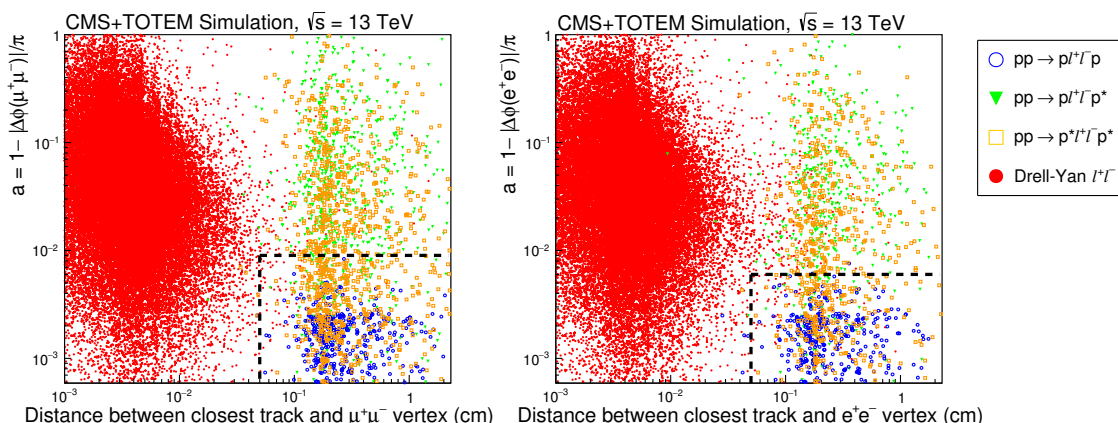 CMS+TOTEM Simulation, √s = 13 TeV
a = 1− |Δϕ(μ⁺μ⁻)|/π
1
10⁻¹
10⁻²
10⁻³
10⁻³ 10⁻² 10⁻¹ 1
Distance between closest track and μ⁺μ⁻ vertex (cm)
CMS+TOTEM Simulation, √s = 13 TeV
a = 1− |Δϕ(e⁺e⁻)|/π
1
10⁻¹
10⁻²
10⁻³
10⁻³ 10⁻² 10⁻¹ 1
Distance between closest track and e⁺e⁻ vertex (cm)
pp → pl⁺l⁻p
pp → pl⁺l⁻p*
pp → p*l⁺l⁻p*
Drell-Yan l⁺l⁻